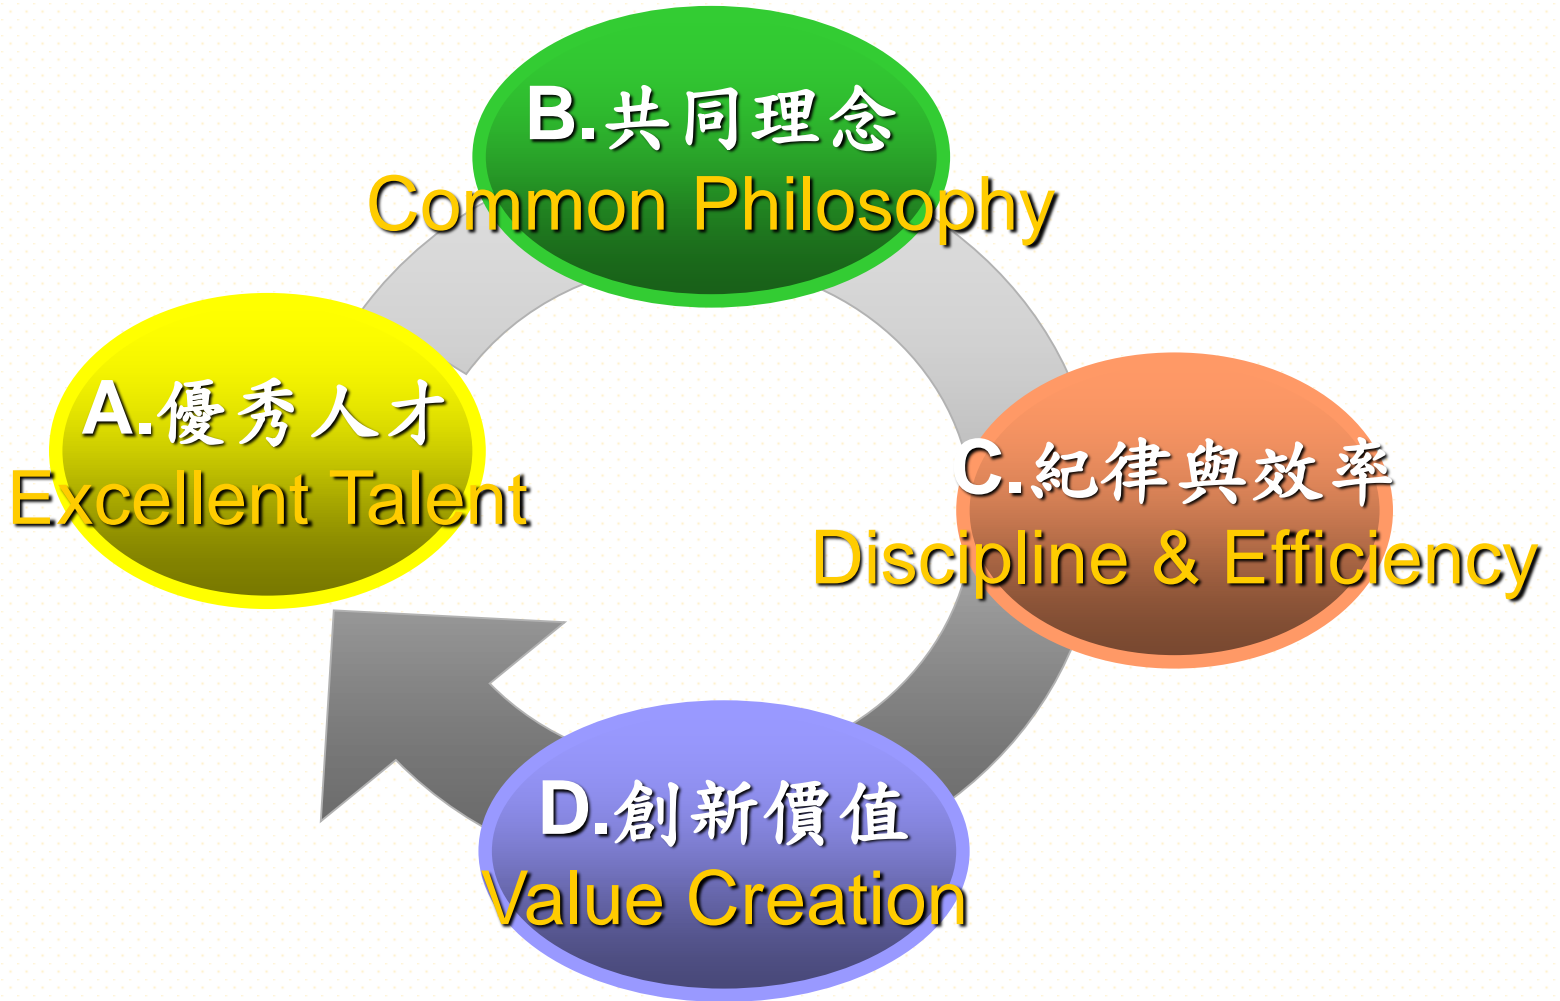 B.共同理念
Common Philosophy
A.優秀人才
Excellent Talent
C.紀律與效率
Discipline & Efficiency
D.創新價值
Value Creation